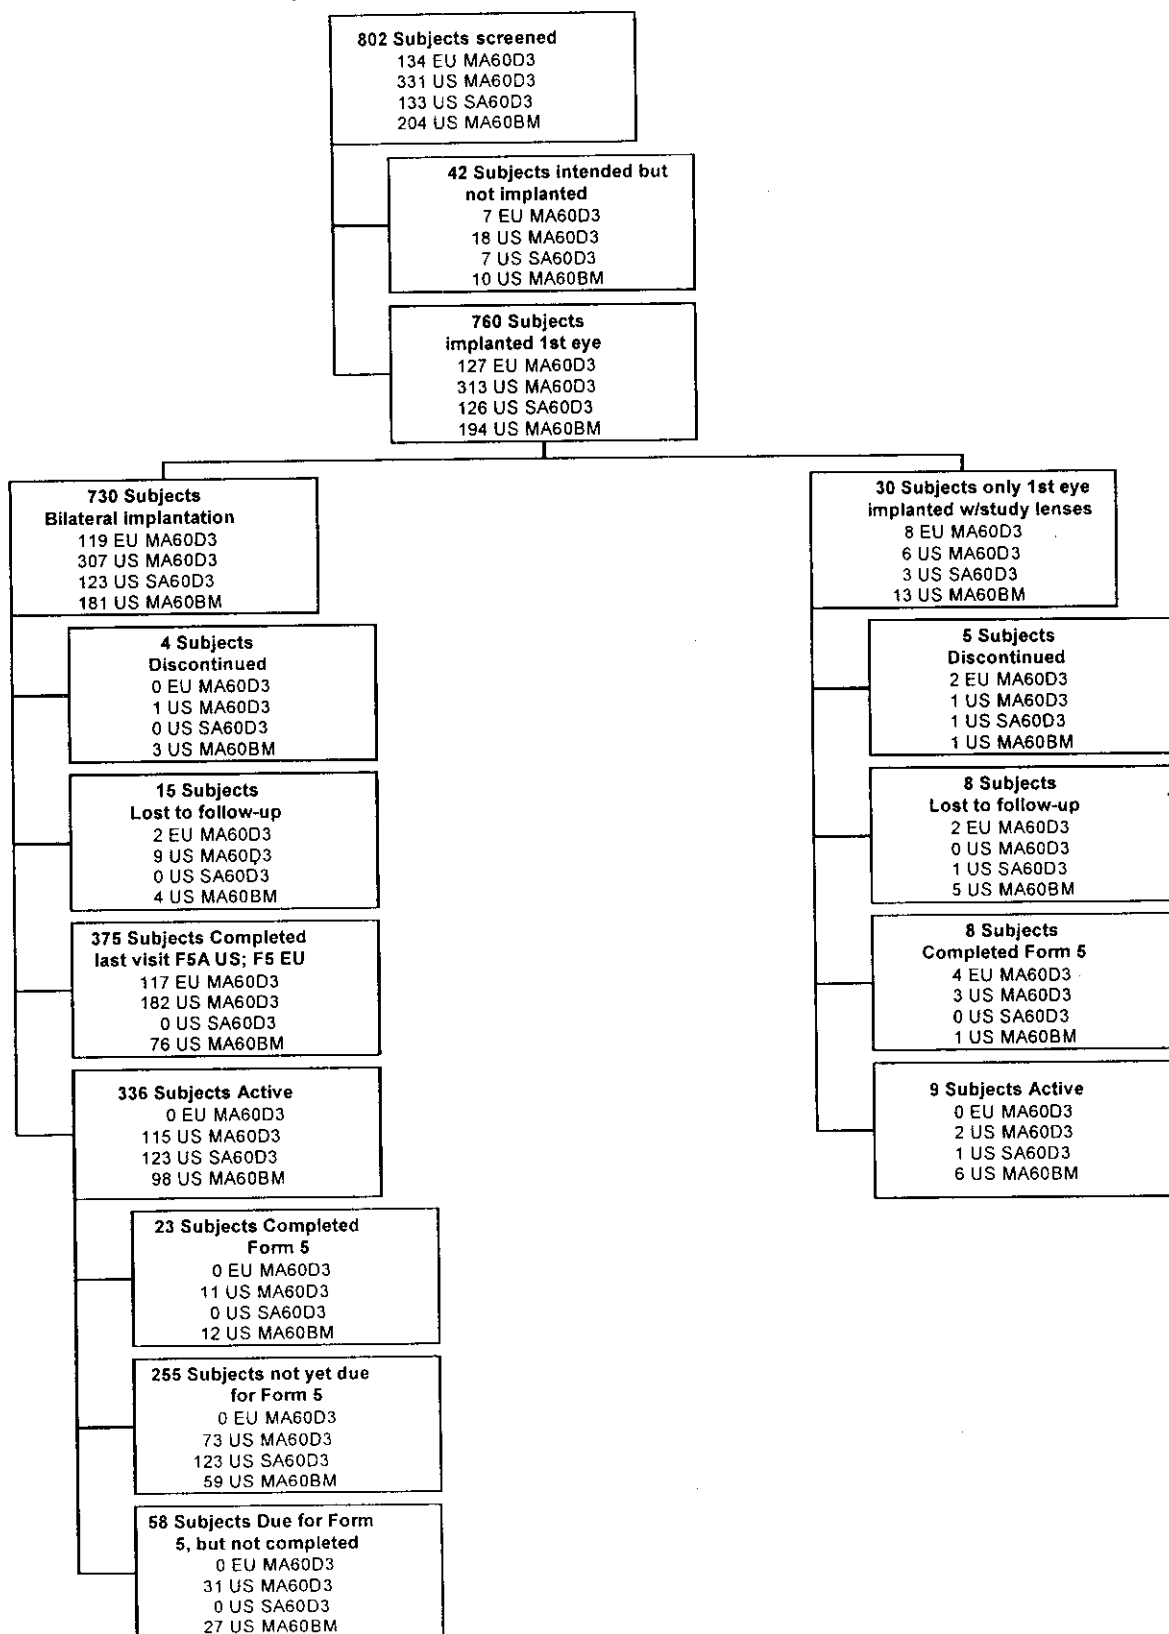 802 Subjects screened
134 EU MA60D3
331 US MA60D3
133 US SA60D3
204 US MA60BM
42 Subjects intended but
not implanted
7 EU MA60D3
18 US MA60D3
7 US SA60D3
10 US MA60BM
760 Subjects
implanted 1st eye
127 EU MA60D3
313 US MA60D3
126 US SA60D3
194 US MA60BM
730 Subjects
Bilateral implantation
119 EU MA60D3
307 US MA60D3
123 US SA60D3
181 US MA60BM
4 Subjects
Discontinued
0 EU MA60D3
1 US MA60D3
0 US SA60D3
3 US MA60BM
15 Subjects
Lost to follow-up
2 EU MA60D3
9 US MA60D3
0 US SA60D3
4 US MA60BM
375 Subjects Completed
last visit F5A US; F5 EU
117 EU MA60D3
182 US MA60D3
0 US SA60D3
76 US MA60BM
336 Subjects Active
0 EU MA60D3
115 US MA60D3
123 US SA60D3
98 US MA60BM
23 Subjects Completed
Form 5
0 EU MA60D3
11 US MA60D3
0 US SA60D3
12 US MA60BM
255 Subjects not yet due
for Form 5
0 EU MA60D3
73 US MA60D3
123 US SA60D3
59 US MA60BM
58 Subjects Due for Form
5, but not completed
0 EU MA60D3
31 US MA60D3
0 US SA60D3
27 US MA60BM
30 Subjects only 1st eye
implanted w/study lenses
8 EU MA60D3
6 US MA60D3
3 US SA60D3
13 US MA60BM
5 Subjects
Discontinued
2 EU MA60D3
1 US MA60D3
1 US SA60D3
1 US MA60BM
8 Subjects
Lost to follow-up
2 EU MA60D3
0 US MA60D3
1 US SA60D3
5 US MA60BM
8 Subjects
Completed Form 5
4 EU MA60D3
3 US MA60D3
0 US SA60D3
1 US MA60BM
9 Subjects Active
0 EU MA60D3
2 US MA60D3
1 US SA60D3
6 US MA60BM